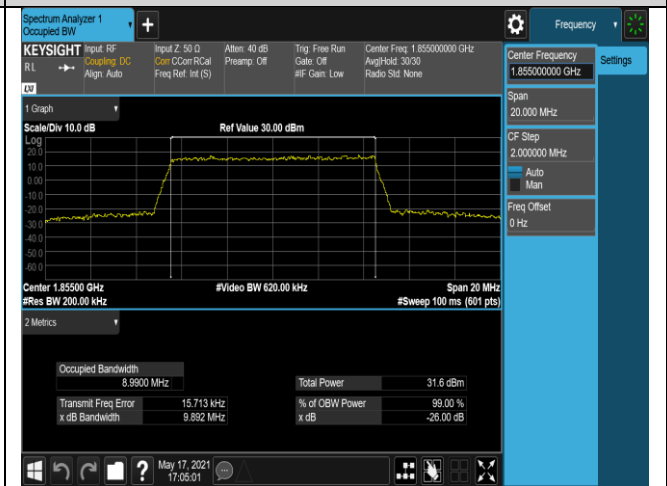 Spectrum Analyzer 1
Occupied BW
+
Frequency
KEYSIGHT
RL
LXI
Input: RF
Coupling: DC
Align: Auto
Input Z: 50 Ω
Corr CCorr RCal
Freq Ref: Int (S)
Atten: 40 dB
Preamp: Off
Trig: Free Run
Gate: Off
#IF Gain: Low
Center Freq: 1.855000000 GHz
Avg|Hold: 30/30
Radio Std: None
Center Frequency
1.855000000 GHz
Settings
Span
20.000 MHz
CF Step
2.000000 MHz
Auto
Man
Freq Offset
0 Hz
1 Graph
Scale/Div 10.0 dB
Ref Value 30.00 dBm
Log
20.0
10.0
0.00
-10.0
-20.0
-30.0
-40.0
-50.0
-60.0
Center 1.85500 GHz
#Video BW 620.00 kHz
Span 20 MHz
#Res BW 200.00 kHz
#Sweep 100 ms (601 pts)
2 Metrics
Occupied Bandwidth
8.9900 MHz
Total Power 31.6 dBm
Transmit Freq Error 15.713 kHz
% of OBW Power 99.00 %
x dB Bandwidth 9.892 MHz
x dB -26.00 dB
?
May 17, 2021
17:05:01